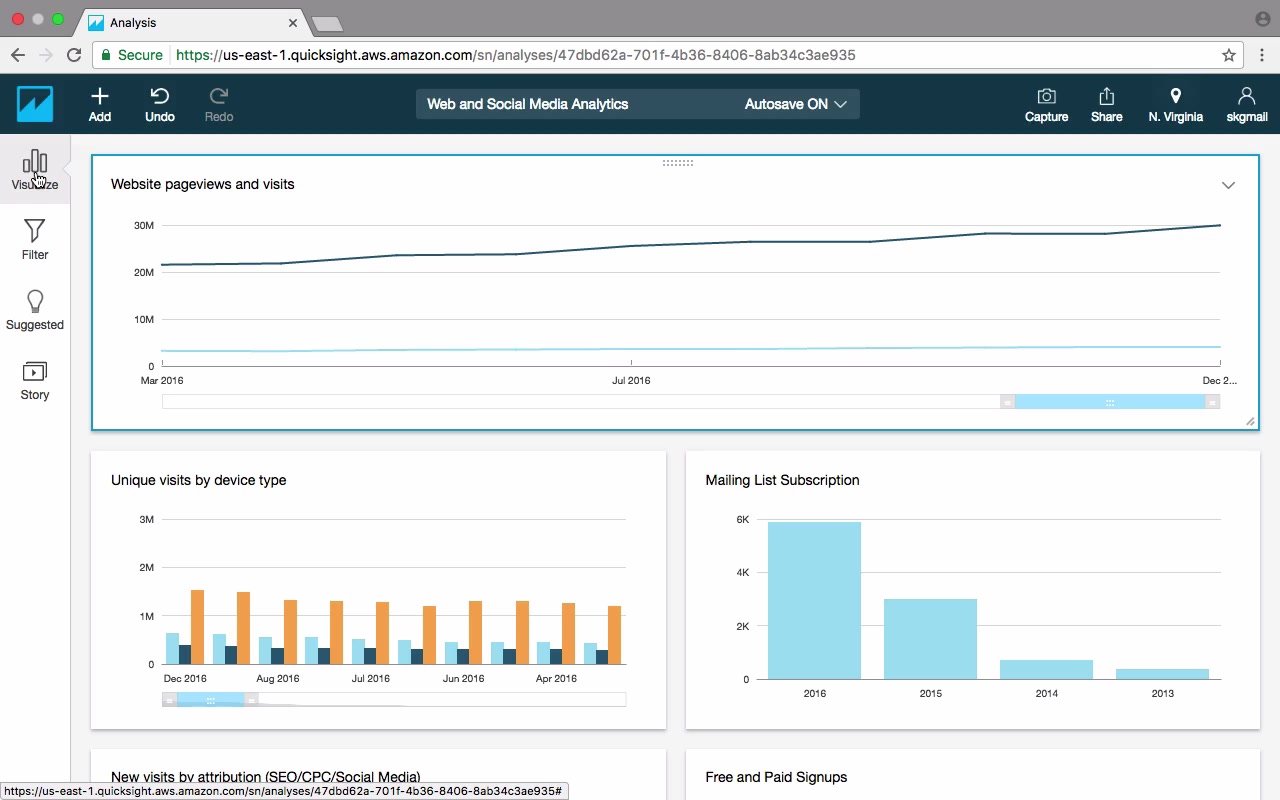 Analysis
Secure https://us-east-1.quicksight.aws.amazon.com/sn/analyses/47dbd62a-701f-4b36-8406-8ab34c3ae935
Add Undo Redo Web and Social Media Analytics Autosave ON Capture Share N. Virginia skgmail
Visualize
Filter
Suggested
Story
Website pageviews and visits
30M
20M
10M
0
Mar 2016 Jul 2016 Dec 2...
Unique visits by device type
3M
2M
1M
0
Dec 2016 Aug 2016 Jul 2016 Jun 2016 Apr 2016
Mailing List Subscription
6K
4K
2K
0
2016 2015 2014 2013
New visits by attribution (SEO/CPC/Social Media)
Free and Paid Signups
https://us-east-1.quicksight.aws.amazon.com/sn/analyses/47dbd62a-701f-4b36-8406-8ab34c3ae935#